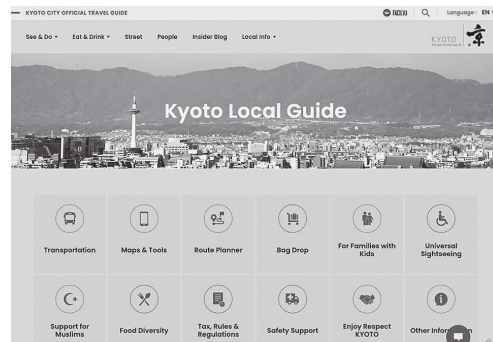 KYOTO CITY OFFICIAL TRAVEL GUIDE
Language : EN
See & Do
Eat & Drink
Street
People
Insider Blog
Local Info
KYOTO
京
Kyoto Local Guide
Transportation
Maps & Tools
Route Planner
Bag Drop
For Families with
Kids
Universal
Sightseeing
Support for
Muslims
Food Diversity
Tax, Rules &
Regulations
Safety Support
Enjoy Respect
KYOTO
Other